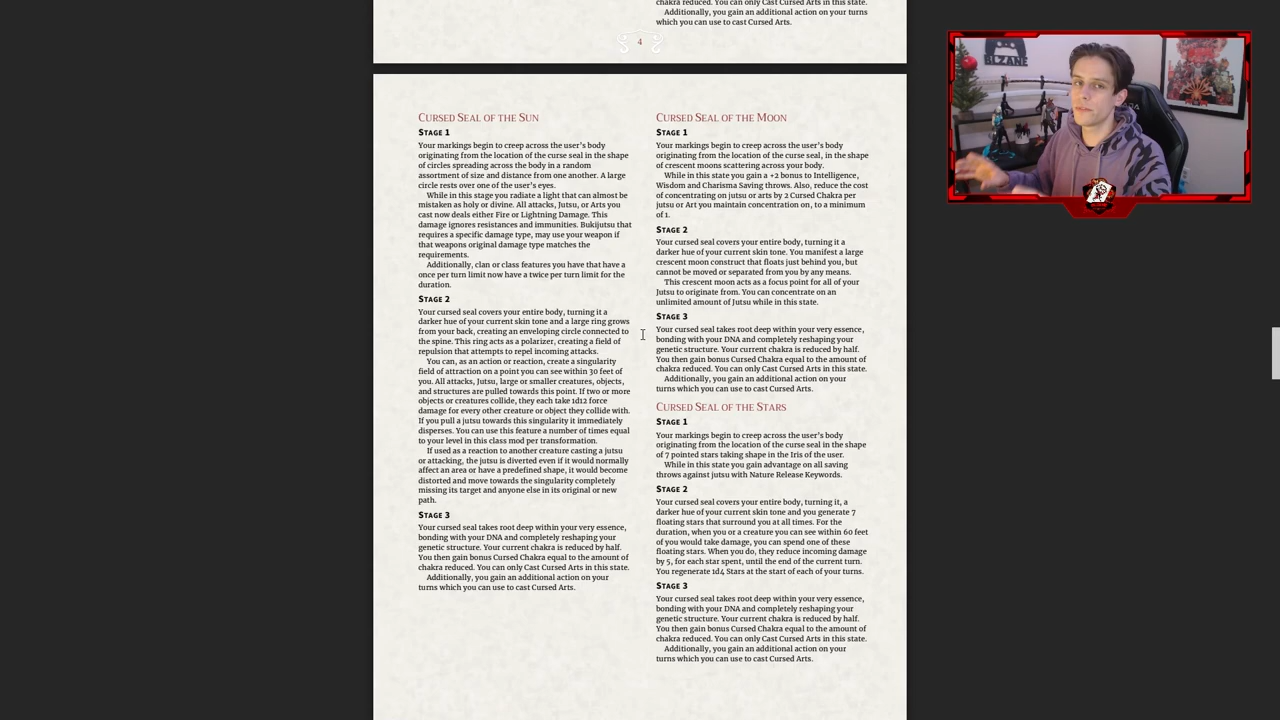 chakra reduced. You can only Cast Cursed Arts in this state.
Additionally, you gain an additional action on your turns
which you can use to cast Cursed Arts.
4
Cursed Seal of the Sun
Stage 1
Your markings begin to creep across the user's body
originating from the location of the curse seal in the shape
of circles spreading across the body in a random
assortment of size and distance from one another. A large
circle rests over one of the user's eyes.
While in this stage you radiate a light that can almost be
mistaken as holy or divine. All attacks, Jutsu, or Arts you
cast now deals either Fire or Lightning Damage. This
damage ignores resistances and immunities. Bukijutsu that
requires a specific damage type, may use your weapon if
that weapons original damage type matches the
requirements.
Additionally, clan or class features you have that have a
once per turn limit now have a twice per turn limit for the
duration.
Stage 2
Your cursed seal covers your entire body, turning it a
darker hue of your current skin tone and a large ring grows
from your back, creating an enveloping circle connected to
the spine. This ring acts as a polarizer, creating a field of
repulsion that attempts to repel incoming attacks.
You can, as an action or reaction, create a singularity
field of attraction on a point you can see within 30 feet of
you. All attacks, Jutsu, large or smaller creatures, objects,
and structures are pulled towards this point. If two or more
objects or creatures collide, they each take 1d12 force
damage for every other creature or object they collide with.
If you pull a jutsu towards this singularity it immediately
disperses. You can use this feature a number of times equal
to your level in this class mod per transformation.
If used as a reaction to another creature casting a jutsu
or attacking, the jutsu is diverted even if it would normally
affect an area or have a predefined shape, it would become
distorted and move towards the singularity completely
missing its target and anyone else in its original or new
path.
Stage 3
Your cursed seal takes root deep within your very essence,
bonding with your DNA and completely reshaping your
genetic structure. Your current chakra is reduced by half.
You then gain bonus Cursed Chakra equal to the amount of
chakra reduced. You can only Cast Cursed Arts in this state.
Additionally, you gain an additional action on your
turns which you can use to cast Cursed Arts.
Cursed Seal of the Moon
Stage 1
Your markings begin to creep across the user's body
originating from the location of the curse seal, in the shape
of crescent moons scattering across your body.
While in this state you gain a +2 bonus to Intelligence,
Wisdom and Charisma Saving throws. Also, reduce the cost
of concentrating on jutsu or arts by 2 Cursed Chakra per
jutsu or Art you maintain concentration on, to a minimum
of 1.
Stage 2
Your cursed seal covers your entire body, turning it a
darker hue of your current skin tone. You manifest a large
crescent moon construct that floats just behind you, but
cannot be moved or separated from you by any means.
This crescent moon acts as a focus point for all of your
Jutsu to originate from. You can concentrate on an
unlimited amount of Jutsu while in this state.
Stage 3
Your cursed seal takes root deep within your very essence,
bonding with your DNA and completely reshaping your
genetic structure. Your current chakra is reduced by half.
You then gain bonus Cursed Chakra equal to the amount of
chakra reduced. You can only Cast Cursed Arts in this state.
Additionally, you gain an additional action on your
turns which you can use to cast Cursed Arts.
Cursed Seal of the Stars
Stage 1
Your markings begin to creep across the user's body
originating from the location of the curse seal in the shape
of 7 pointed stars taking shape in the Iris of the user.
While in this state you gain advantage on all saving
throws against jutsu with Nature Release Keywords.
Stage 2
Your cursed seal covers your entire body, turning it, a
darker hue of your current skin tone and you generate 7
floating stars that surround you at all times. For the
duration, when you or a creature you can see within 60 feet
of you would take damage, you can spend one of these
floating stars. When you do, they reduce incoming damage
by 5, for each star spent, until the end of the current turn.
You regenerate 1d4 Stars at the start of each of your turns.
Stage 3
Your cursed seal takes root deep within your very essence,
bonding with your DNA and completely reshaping your
genetic structure. Your current chakra is reduced by half.
You then gain bonus Cursed Chakra equal to the amount of
chakra reduced. You can only Cast Cursed Arts in this state.
Additionally, you gain an additional action on your
turns which you can use to cast Cursed Arts.